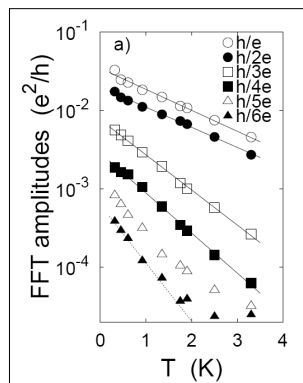 a)
h/e
h/2e
h/3e
h/4e
h/5e
h/6e
FFT amplitudes (e²/h)
10⁻¹
10⁻²
10⁻³
10⁻⁴
0 1 2 3 4
T (K)